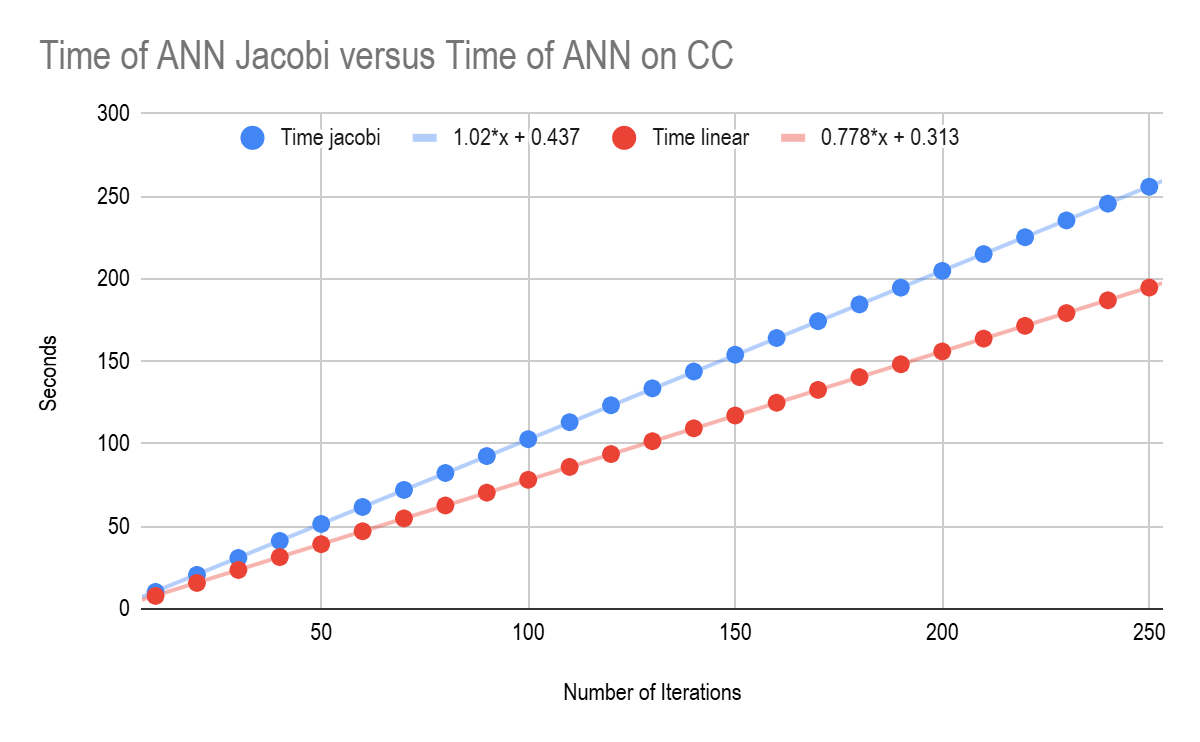 Time of ANN Jacobi versus Time of ANN on CC
300
Time jacobi 1.02*x + 0.437 Time linear 0.778*x + 0.313
250
200
150
100
50
0
Seconds
50 100 150 200 250
Number of Iterations